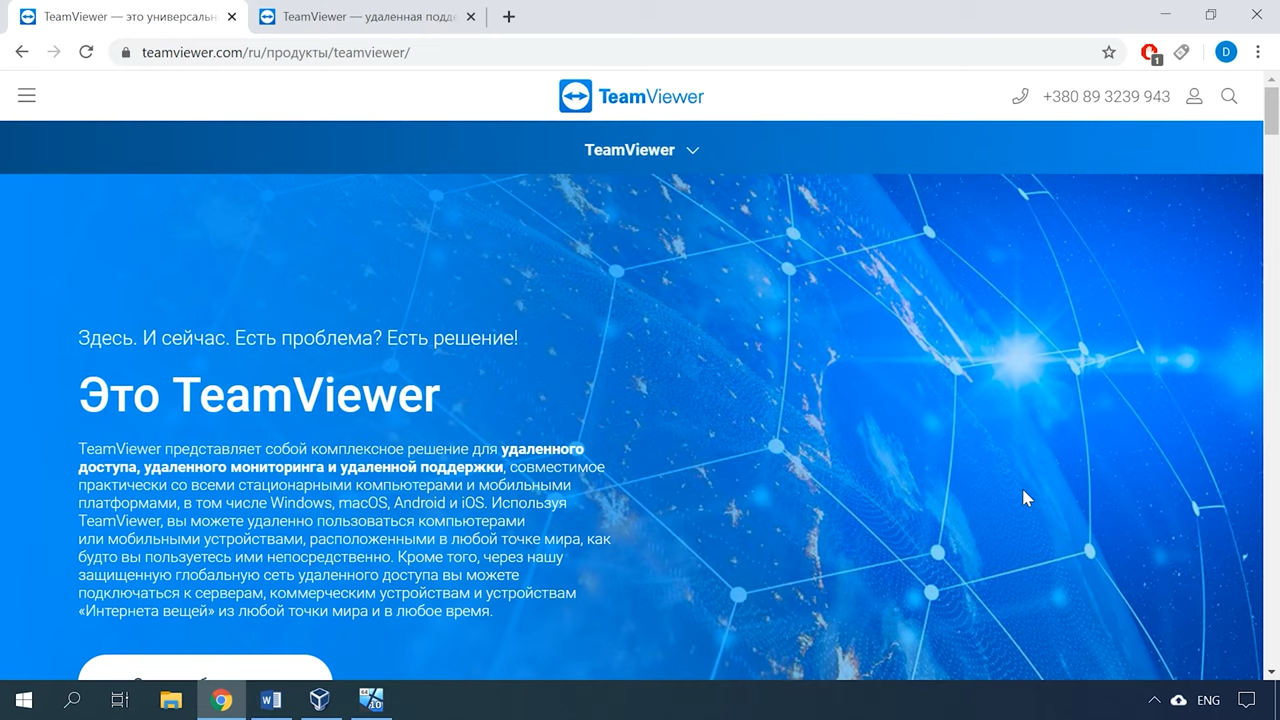 TeamViewer — это универсальн
TeamViewer — удаленная подде
teamviewer.com/ru/продукты/teamviewer/
1
D
TeamViewer
+380 89 3239 943
TeamViewer
Здесь. И сейчас. Есть проблема? Есть решение!
Это TeamViewer
TeamViewer представляет собой комплексное решение для удаленного
доступа, удаленного мониторинга и удаленной поддержки, совместимое
практически со всеми стационарными компьютерами и мобильными
платформами, в том числе Windows, macOS, Android и iOS. Используя
TeamViewer, вы можете удаленно пользоваться компьютерами
или мобильными устройствами, расположенными в любой точке мира, как
будто вы пользуетесь ими непосредственно. Кроме того, через нашу
защищенную глобальную сеть удаленного доступа вы можете
подключаться к серверам, коммерческим устройствам и устройствам
«Интернета вещей» из любой точки мира и в любое время.
64
10
ENG